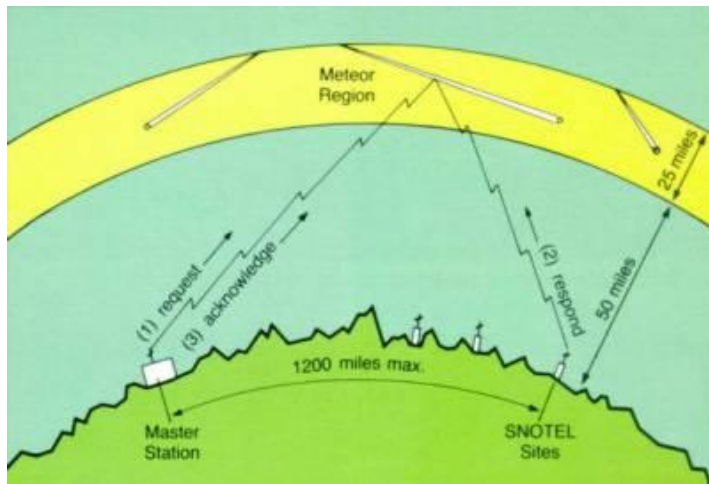 Meteor
Region
25 miles
50 miles
(1) request
(3) acknowledge
(2) respond
1200 miles max.
Master
Station
SNOTEL
Sites